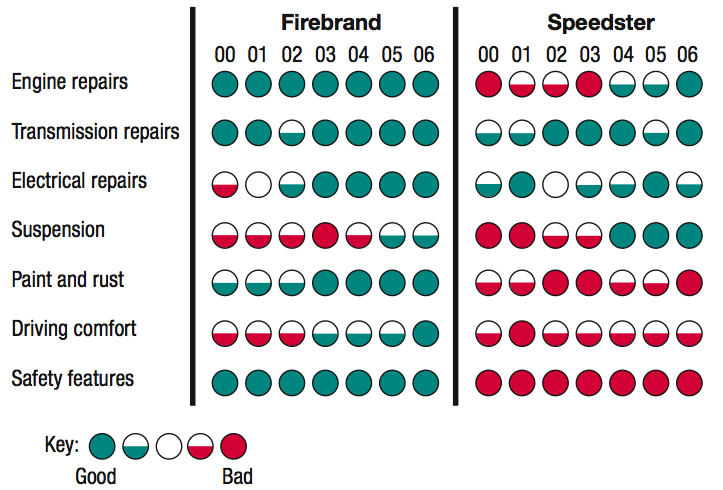 Firebrand Speedster
00 01 02 03 04 05 06 00 01 02 03 04 05 06
Engine repairs
Transmission repairs
Electrical repairs
Suspension
Paint and rust
Driving comfort
Safety features
Key:
Good Bad